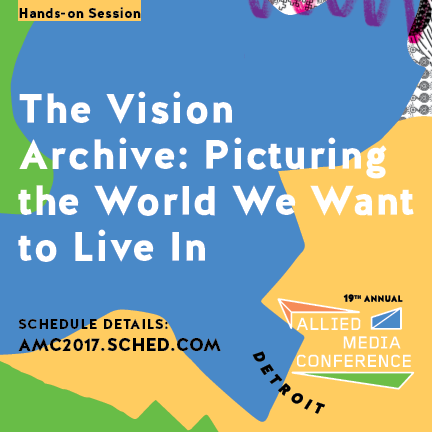 Hands-on Session
The Vision
Archive: Picturing
the World We Want
to Live In
SCHEDULE DETAILS:
AMC2017.SCHED.COM
19TH ANNUAL
ALLIED
MEDIA
CONFERENCE
DETROIT